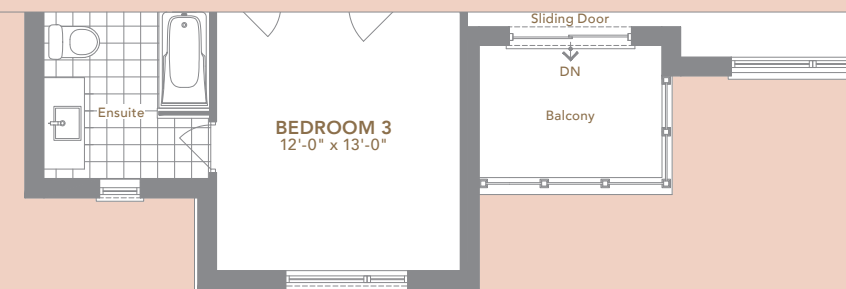 Sliding Door
DN
Ensuite
Balcony
BEDROOM 3
12'-0" x 13'-0"